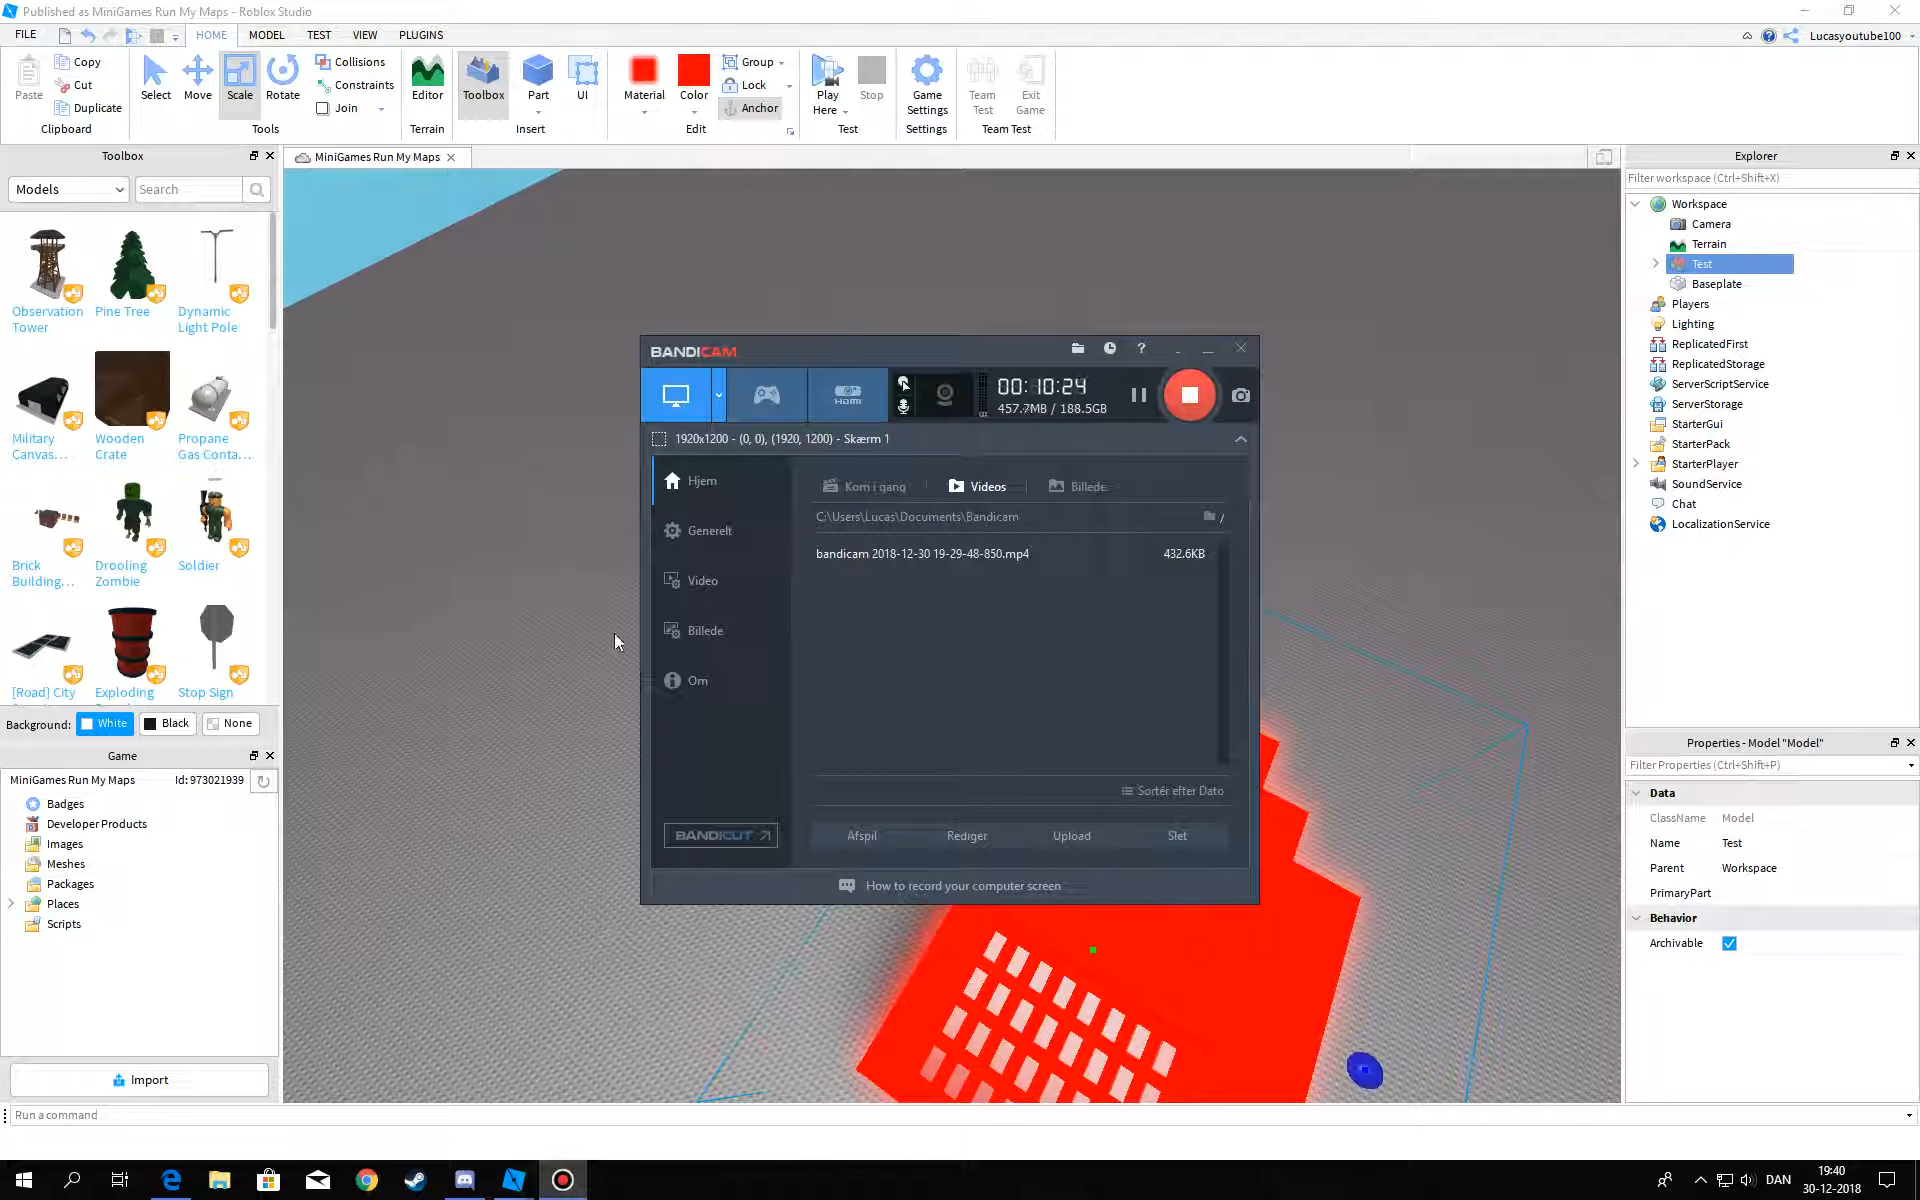 Published as MiniGames Run My Maps - Roblox Studio
FILE HOME MODEL TEST VIEW PLUGINS Lucasyoutube100
Paste Copy Cut Duplicate
Select Move Scale Rotate
Collisions Constraints Join
Editor Toolbox Part UI
Material Color Group Lock Anchor
Play Here Stop
Game Settings
Team Test
Exit Game
Clipboard Tools Terrain Insert Edit Test Settings Team Test
Toolbox
MiniGames Run My Maps
Models Search
Observation Tower
Pine Tree
Dynamic Light Pole
Military Canvas...
Wooden Crate
Propane Gas Conta...
Brick Building...
Drooling Zombie
Soldier
[Road] City
Exploding
Stop Sign
Background: White Black None
Game
MiniGames Run My Maps Id: 973021939
Badges
Developer Products
Images
Meshes
Packages
Places
Scripts
Import
Run a command
BANDICAM ?
HDMI
00:10:24
457.7MB / 188.5GB
1920x1200 - (0, 0), (1920, 1200) - Skærm 1
Hjem
Generelt
Video
Billede
Om
BANDICUT
Kom i gang Videos Billede
C:\Users\Lucas\Documents\Bandicam
bandicam 2018-12-30 19-29-48-850.mp4 432.6KB
Sortér efter Dato
Afspil Rediger Upload Slet
How to record your computer screen
Explorer
Filter workspace (Ctrl+Shift+X)
Workspace
Camera
Terrain
Test
Baseplate
Players
Lighting
ReplicatedFirst
ReplicatedStorage
ServerScriptService
ServerStorage
StarterGui
StarterPack
StarterPlayer
SoundService
Chat
LocalizationService
Properties - Model "Model"
Filter Properties (Ctrl+Shift+P)
Data
ClassName Model
Name Test
Parent Workspace
PrimaryPart
Behavior
Archivable
DAN
19:40
30-12-2018